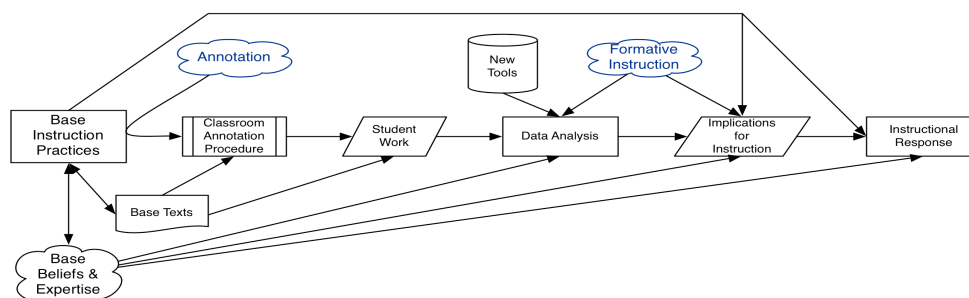 Annotation
New
Tools
Formative
Instruction
Base
Instruction
Practices
Classroom
Annotation
Procedure
Student
Work
Data Analysis
Implications
for
Instruction
Instructional
Response
Base Texts
Base
Beliefs &
Expertise